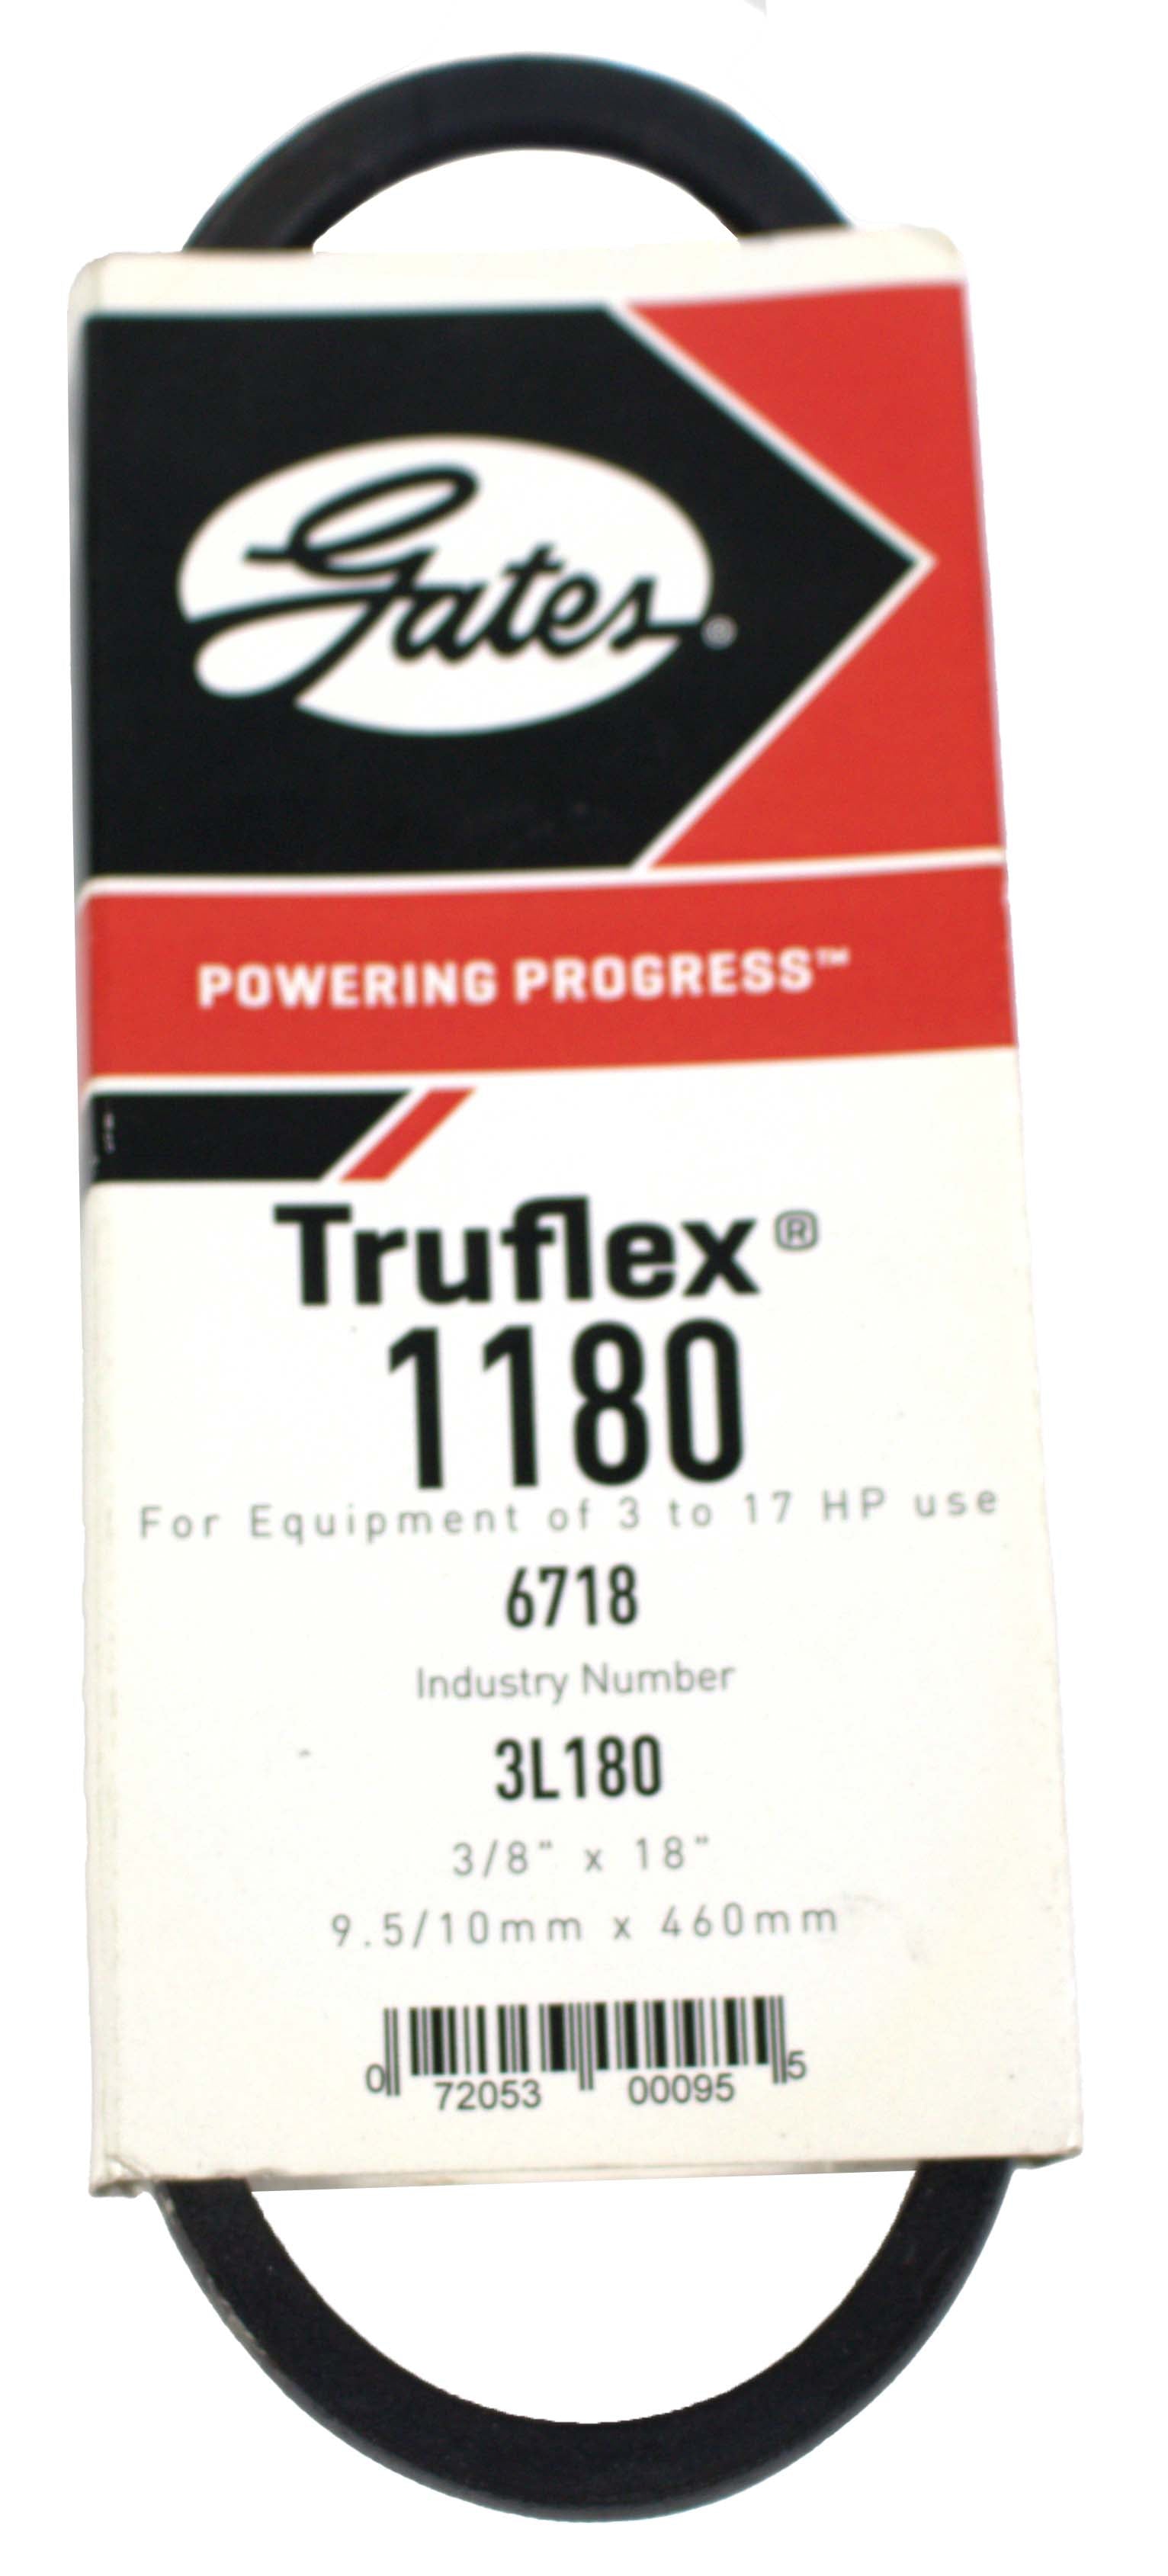 Gates®
POWERING PROGRESS™
Truflex®
1180
For Equipment of 3 to 17 HP use
6718
Industry Number
3L180
3/8" x 18"
9.5/10mm x 460mm
0 72053 00095 5